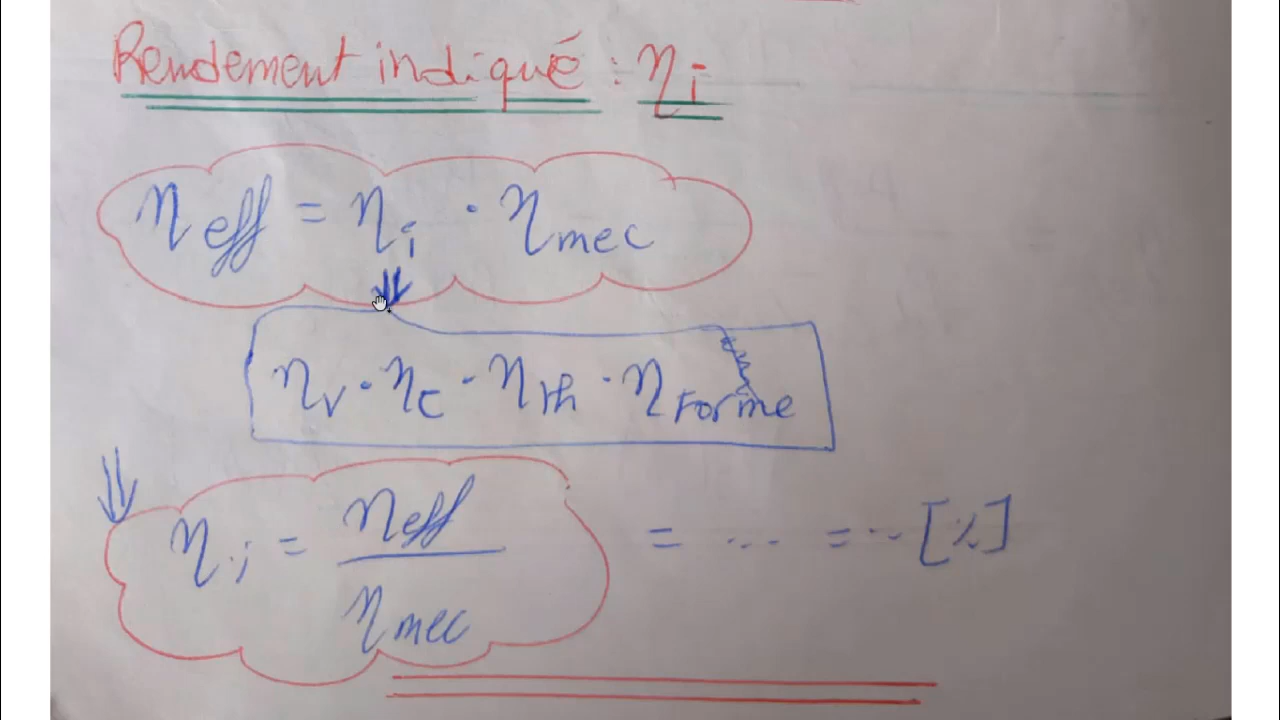 Rendement indiqué : ηi
ηeff = ηi · ηmec
ηv · ηc · ηth · ηforme
ηi = ηeff / ηmec = ... = .. [%]